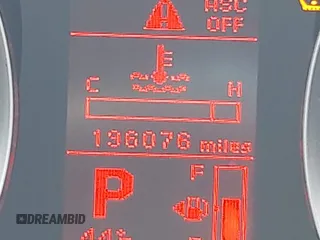 ASC
OFF
C H
196076 miles
P F
DREAMBID